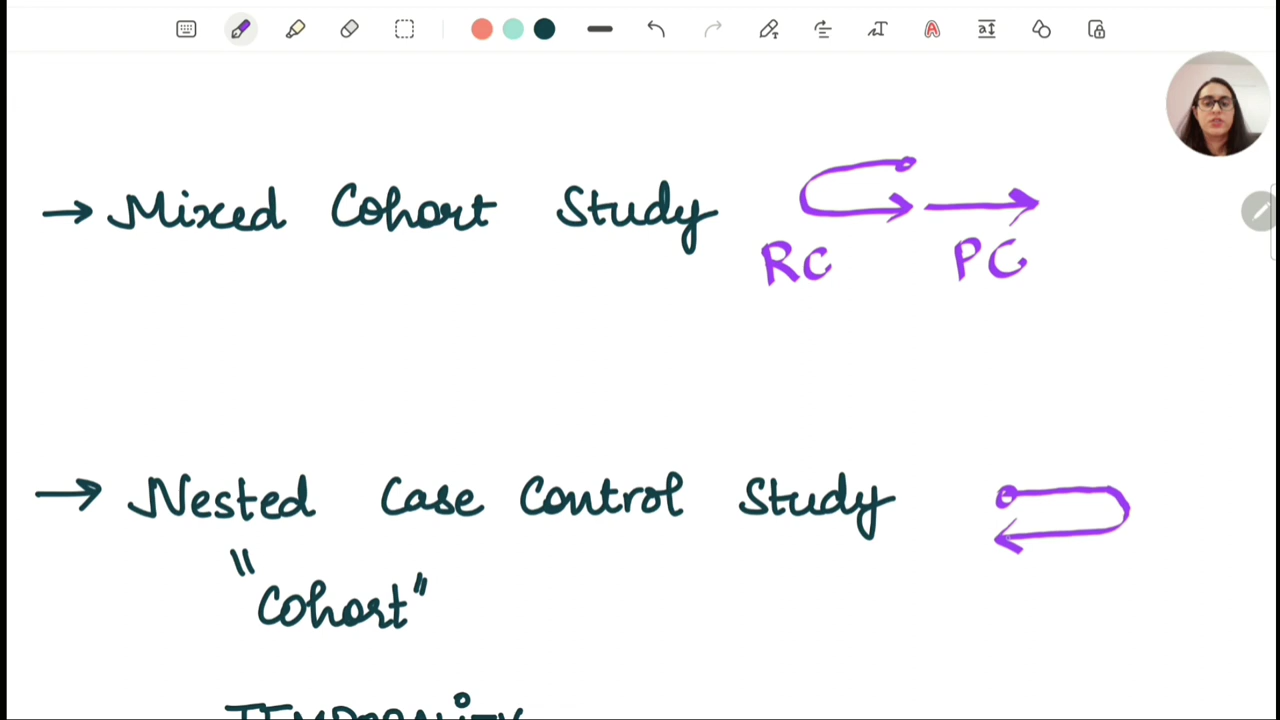 → Mixed Cohort Study
RC PC
→ Nested Case Control Study
"Cohort"